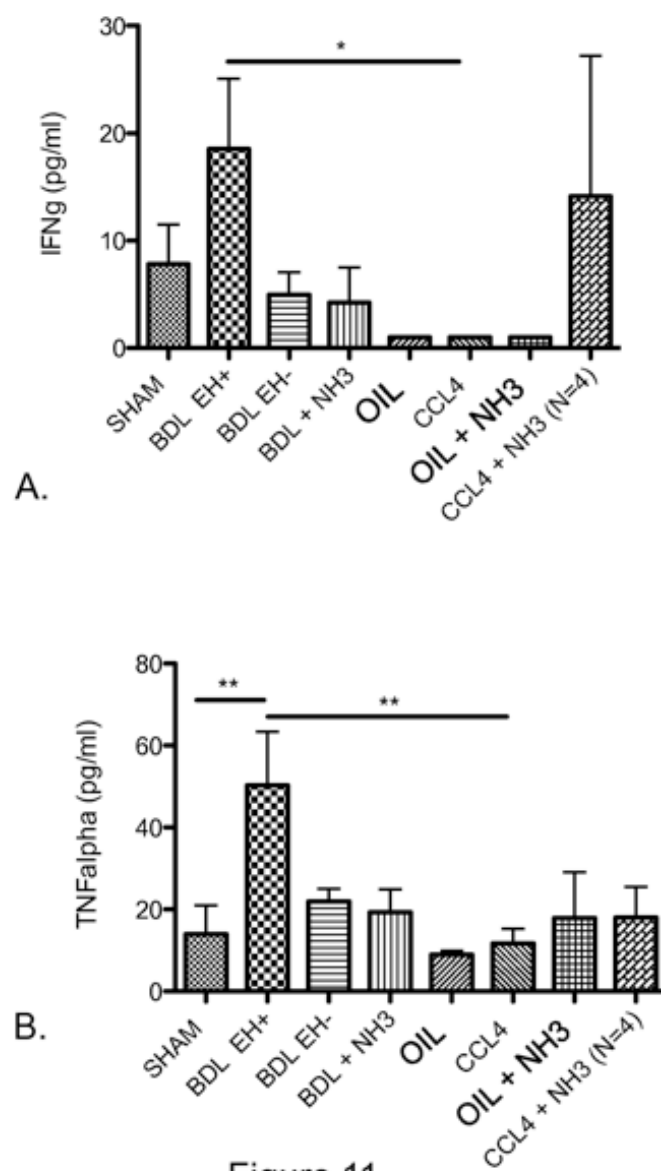 30
*
20
IFNg (pg/ml)
10
0
SHAM
BDL EH+
BDL EH-
BDL + NH3
OIL
CCL4
OIL + NH3
CCL4 + NH3 (N=4)
A.
80
**
**
60
TNFalpha (pg/ml)
40
20
0
SHAM
BDL EH+
BDL EH-
BDL + NH3
OIL
CCL4
OIL + NH3
CCL4 + NH3 (N=4)
B.
Figure 11